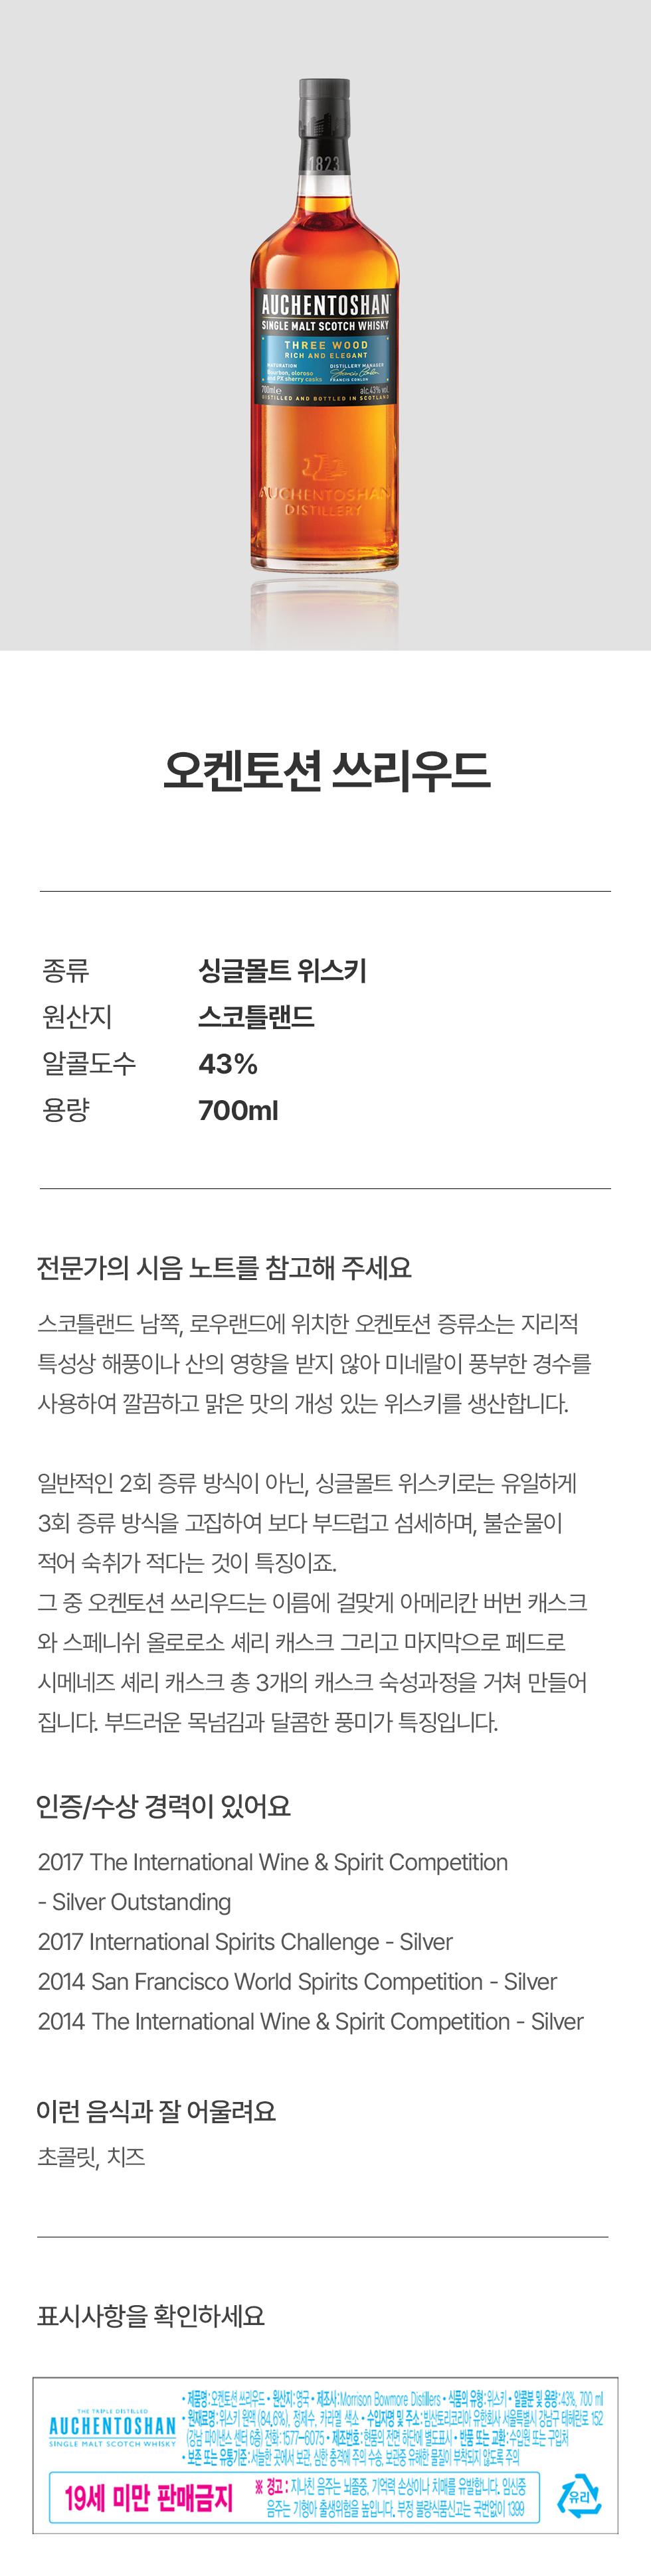 1823
AUCHENTOSHAN
SINGLE MALT SCOTCH WHISKY
THREE WOOD
RICH AND ELEGANT
MATURATION
Bourbon, oloroso
and PX sherry casks
DISTILLERY MANAGER
FRANCIS CONLON
700ml e
alc.43% vol.
DISTILLED AND BOTTLED IN SCOTLAND
AUCHENTOSHAN
DISTILLERY
오켄토션 쓰리우드
종류 싱글몰트 위스키
원산지 스코틀랜드
알콜도수 43%
용량 700ml
전문가의 시음 노트를 참고해 주세요
스코틀랜드 남쪽, 로우랜드에 위치한 오켄토션 증류소는 지리적
특성상 해풍이나 산의 영향을 받지 않아 미네랄이 풍부한 경수를
사용하여 깔끔하고 맑은 맛의 개성 있는 위스키를 생산합니다.
일반적인 2회 증류 방식이 아닌, 싱글몰트 위스키로는 유일하게
3회 증류 방식을 고집하여 보다 부드럽고 섬세하며, 불순물이
적어 숙취가 적다는 것이 특징이죠.
그 중 오켄토션 쓰리우드는 이름에 걸맞게 아메리칸 버번 캐스크
와 스페니쉬 올로로소 셰리 캐스크 그리고 마지막으로 페드로
시메네즈 셰리 캐스크 총 3개의 캐스크 숙성과정을 거쳐 만들어
집니다. 부드러운 목넘김과 달콤한 풍미가 특징입니다.
인증/수상 경력이 있어요
2017 The International Wine & Spirit Competition
- Silver Outstanding
2017 International Spirits Challenge - Silver
2014 San Francisco World Spirits Competition - Silver
2014 The International Wine & Spirit Competition - Silver
이런 음식과 잘 어울려요
초콜릿, 치즈
표시사항을 확인하세요
THE TRIPLE DISTILLED
AUCHENTOSHAN
SINGLE MALT SCOTCH WHISKY
• 제품명:오켄토션 쓰리우드 • 원산지:영국 • 제조사:Morrison Bowmore Distillers • 식품의 유형:위스키 • 알콜분 및 용량:43%, 700 ml
• 원재료명:위스키 원액 (84.6%), 정제수, 카라멜 색소 • 수입자명 및 주소:빔산토리코리아 유한회사 서울특별시 강남구 테헤란로 152
(강남 파이낸스 센터 6층) 전화:1577-6075 • 제조번호:현품의 전면 하단에 별도표시 • 반품 또는 교환:수입원 또는 구입처
• 보존 또는 유통기준:서늘한 곳에서 보관, 심한 충격에 주의 수송, 보관중 유해한 물질이 부착되지 않도록 주의
19세 미만 판매금지
※ 경고 : 지나친 음주는 뇌졸중, 기억력 손상이나 치매를 유발합니다. 임신중
음주는 기형아 출생위험을 높입니다. 부정 불량식품신고는 국번없이 1399
유리